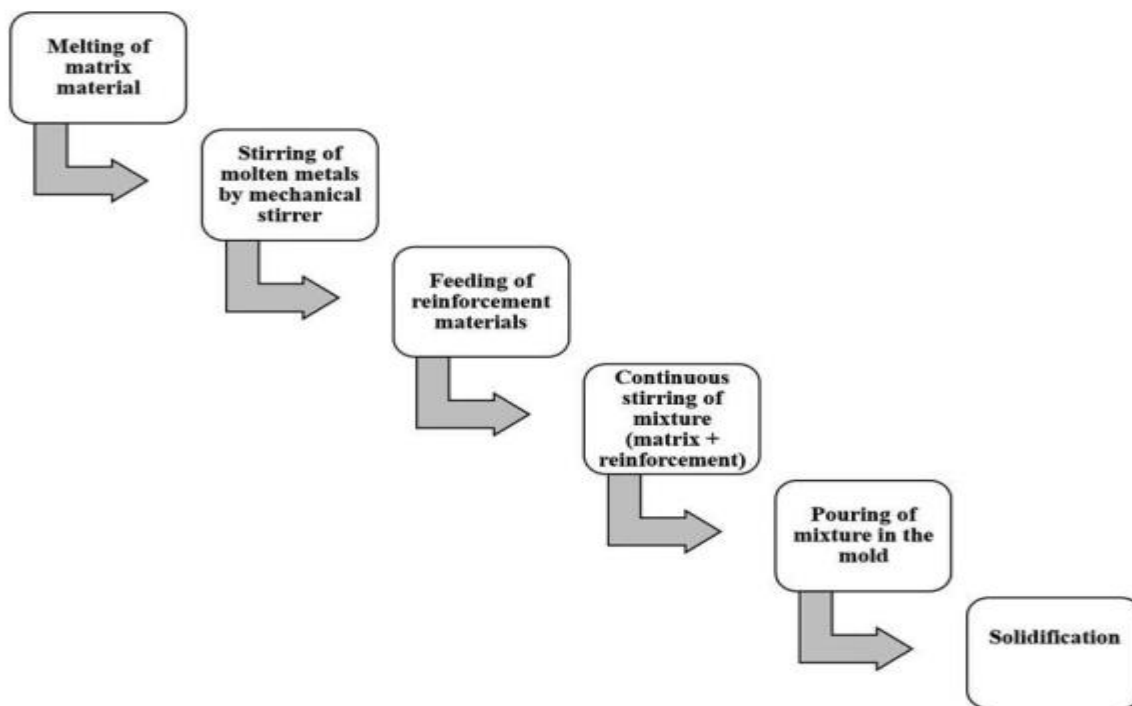 Melting of
matrix
material
Stirring of
molten metals
by mechanical
stirrer
Feeding of
reinforcement
materials
Continuous
stirring of
mixture
(matrix +
reinforcement)
Pouring of
mixture in the
mold
Solidification